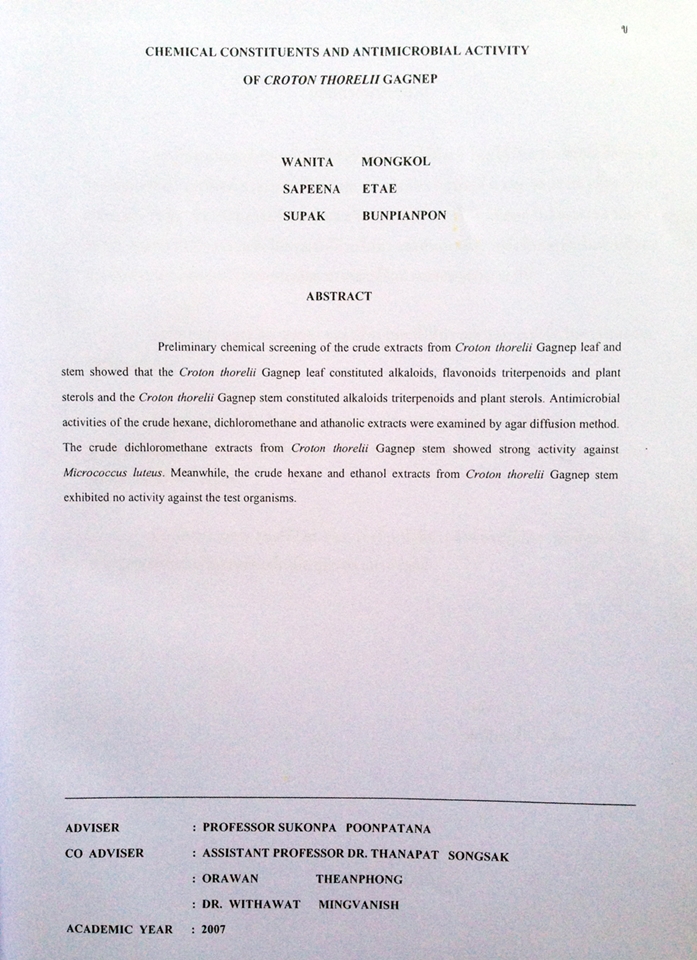 ข
CHEMICAL CONSTITUENTS AND ANTIMICROBIAL ACTIVITY
OF CROTON THORELII GAGNEP
WANITA MONGKOL
SAPEENA ETAE
SUPAK BUNPIANPON
ABSTRACT
Preliminary chemical screening of the crude extracts from Croton thorelii Gagnep leaf and
stem showed that the Croton thorelii Gagnep leaf constituted alkaloids, flavonoids triterpenoids and plant
sterols and the Croton thorelii Gagnep stem constituted alkaloids triterpenoids and plant sterols. Antimicrobial
activities of the crude hexane, dichloromethane and athanolic extracts were examined by agar diffusion method.
The crude dichloromethane extracts from Croton thorelii Gagnep stem showed strong activity against
Micrococcus luteus. Meanwhile, the crude hexane and ethanol extracts from Croton thorelii Gagnep stem
exhibited no activity against the test organisms.
ADVISER : PROFESSOR SUKONPA POONPATANA
CO ADVISER : ASSISTANT PROFESSOR DR. THANAPAT SONGSAK
: ORAWAN THEANPHONG
: DR. WITHAWAT MINGVANISH
ACADEMIC YEAR : 2007